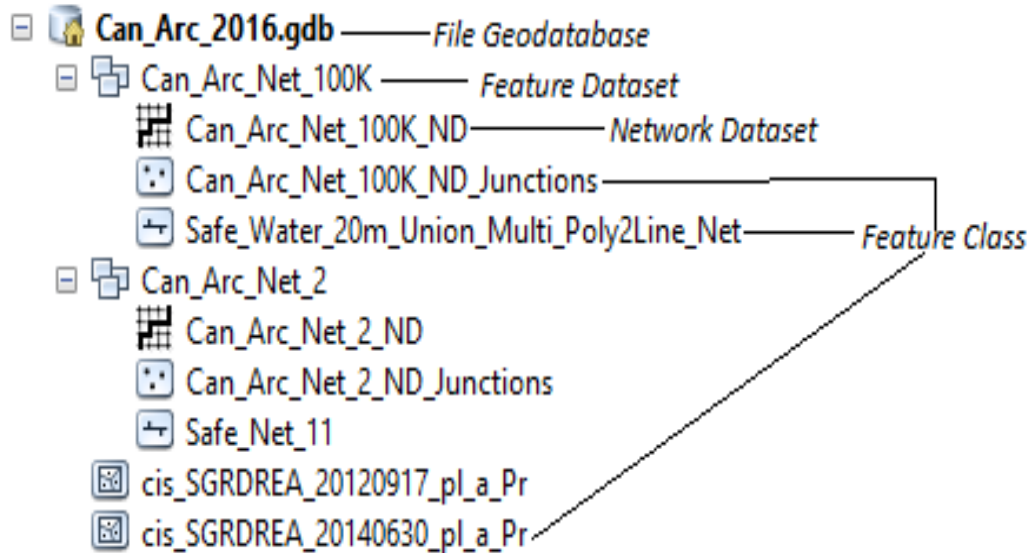 Can_Arc_2016.gdb File Geodatabase
Can_Arc_Net_100K Feature Dataset
Can_Arc_Net_100K_ND Network Dataset
Can_Arc_Net_100K_ND_Junctions
Safe_Water_20m_Union_Multi_Poly2Line_Net Feature Class
Can_Arc_Net_2
Can_Arc_Net_2_ND
Can_Arc_Net_2_ND_Junctions
Safe_Net_11
cis_SGRDREA_20120917_pl_a_Pr
cis_SGRDREA_20140630_pl_a_Pr